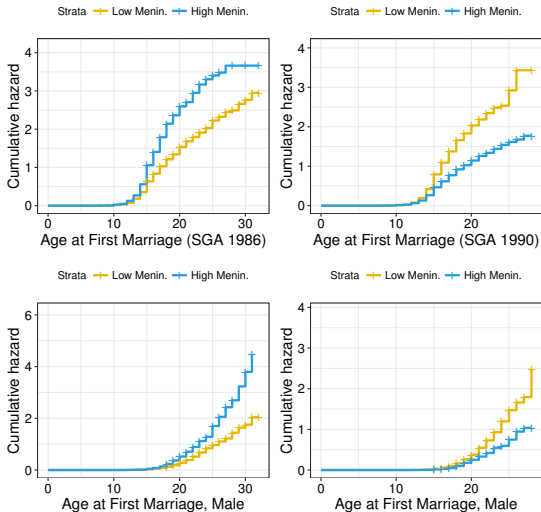 Strata Low Menin. High Menin.
Cumulative hazard
4
3
2
1
0
0 10 20 30
Age at First Marriage (SGA 1986)
Strata Low Menin. High Menin.
Cumulative hazard
4
3
2
1
0
0 10 20
Age at First Marriage (SGA 1990)
Strata Low Menin. High Menin.
Cumulative hazard
6
4
2
0
0 10 20 30
Age at First Marriage, Male
Strata Low Menin. High Menin.
Cumulative hazard
4
3
2
1
0
0 10 20
Age at First Marriage, Male